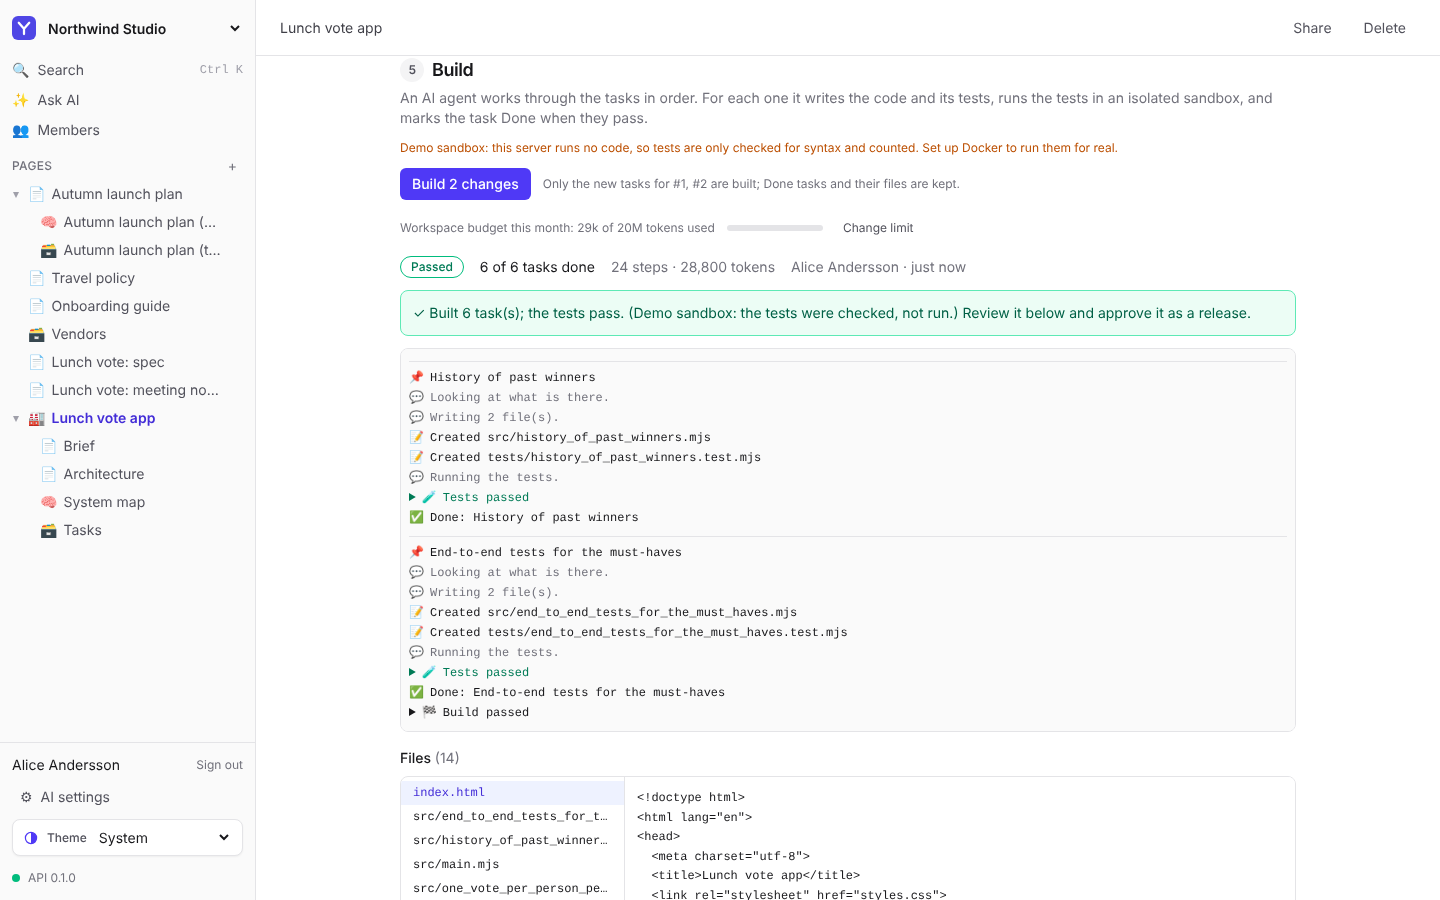 Northwind Studio
Search
Ctrl K
Ask AI
Members
PAGES
+
Autumn launch plan
Autumn launch plan (...
Autumn launch plan (t...
Travel policy
Onboarding guide
Vendors
Lunch vote: spec
Lunch vote: meeting no...
Lunch vote app
Brief
Architecture
System map
Tasks
Alice Andersson
Sign out
AI settings
Theme
System
API 0.1.0
Lunch vote app
Share
Delete
5
Build
An AI agent works through the tasks in order. For each one it writes the code and its tests, runs the tests in an isolated sandbox, and
marks the task Done when they pass.
Demo sandbox: this server runs no code, so tests are only checked for syntax and counted. Set up Docker to run them for real.
Build 2 changes
Only the new tasks for #1, #2 are built; Done tasks and their files are kept.
Workspace budget this month: 29k of 20M tokens used
Change limit
Passed
6 of 6 tasks done
24 steps · 28,800 tokens
Alice Andersson · just now
✓ Built 6 task(s); the tests pass. (Demo sandbox: the tests were checked, not run.) Review it below and approve it as a release.
History of past winners
Looking at what is there.
Writing 2 file(s).
Created src/history_of_past_winners.mjs
Created tests/history_of_past_winners.test.mjs
Running the tests.
Tests passed
Done: History of past winners
End-to-end tests for the must-haves
Looking at what is there.
Writing 2 file(s).
Created src/end_to_end_tests_for_the_must_haves.mjs
Created tests/end_to_end_tests_for_the_must_haves.test.mjs
Running the tests.
Tests passed
Done: End-to-end tests for the must-haves
Build passed
Files (14)
index.html
src/end_to_end_tests_for_t…
src/history_of_past_winner…
src/main.mjs
src/one_vote_per_person_pe…
<!doctype html>
<html lang="en">
<head>
<meta charset="utf-8">
<title>Lunch vote app</title>
<link rel="stylesheet" href="styles.css">